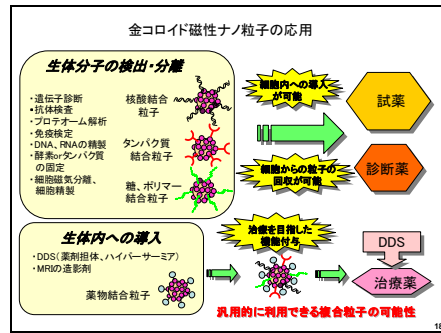 金コロイド磁性ナノ粒子の応用
生体分子の検出・分離
・遺伝子診断
・抗体検査
・プロテオーム解析
・免疫検定
・DNA、RNAの精製
・酵素orタンパク質
の固定
・細胞磁気分離、
細胞精製
核酸結合
粒子
タンパク質
結合粒子
糖、ポリマー
結合粒子
細胞内への導入
が可能
細胞からの粒子の
回収が可能
試薬
診断薬
生体内への導入
・DDS(薬剤担体、ハイパーサーミア)
・MRIの造影剤
薬物結合粒子
治療を目指した
機能付与
DDS
治療薬
汎用的に利用できる複合粒子の可能性
18